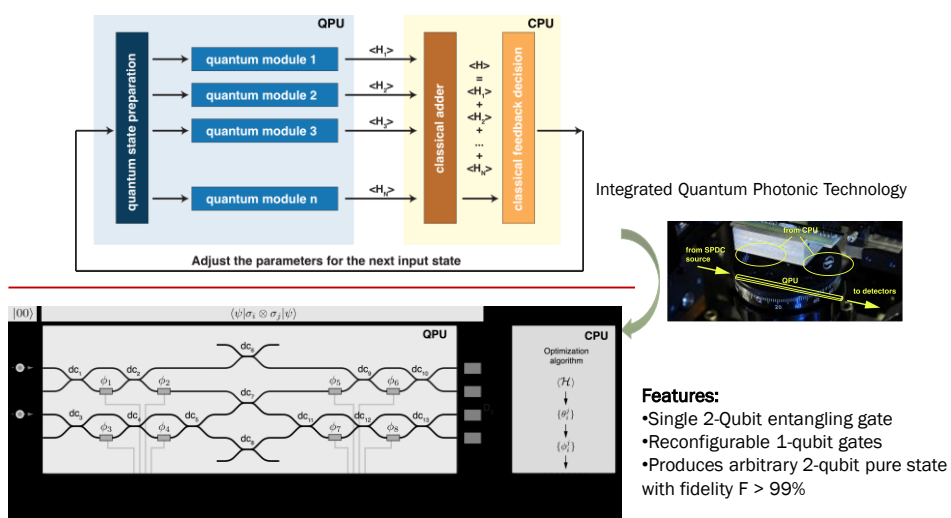 QPU
CPU
quantum state preparation
quantum module 1
quantum module 2
quantum module 3
quantum module n
<H₁>
<H₂>
<H₃>
<Hₙ>
classical adder
<H>
=
<H₁>
+
<H₂>
+
...
+
<Hₙ>
classical feedback decision
Adjust the parameters for the next input state
Integrated Quantum Photonic Technology
from CPU
from SPDC
source
QPU
to detectors
20
|00⟩
⟨ψ|σᵢ ⊗ σⱼ|ψ⟩
QPU
dc₁
ϕ₁
dc₂
ϕ₂
dc₇
ϕ₅
dc₉
ϕ₆
dc₁₀
dc₃
ϕ₃
ϕ₄
dc₅
dc₈
dc₁₁
ϕ₇
dc₁₂
ϕ₈
dc₁₃
CPU
Optimization
algorithm
⟨ℋ⟩
{θᵢʲ}
{ϕᵢʲ}
Features:
•Single 2-Qubit entangling gate
•Reconfigurable 1-qubit gates
•Produces arbitrary 2-qubit pure state
with fidelity F > 99%